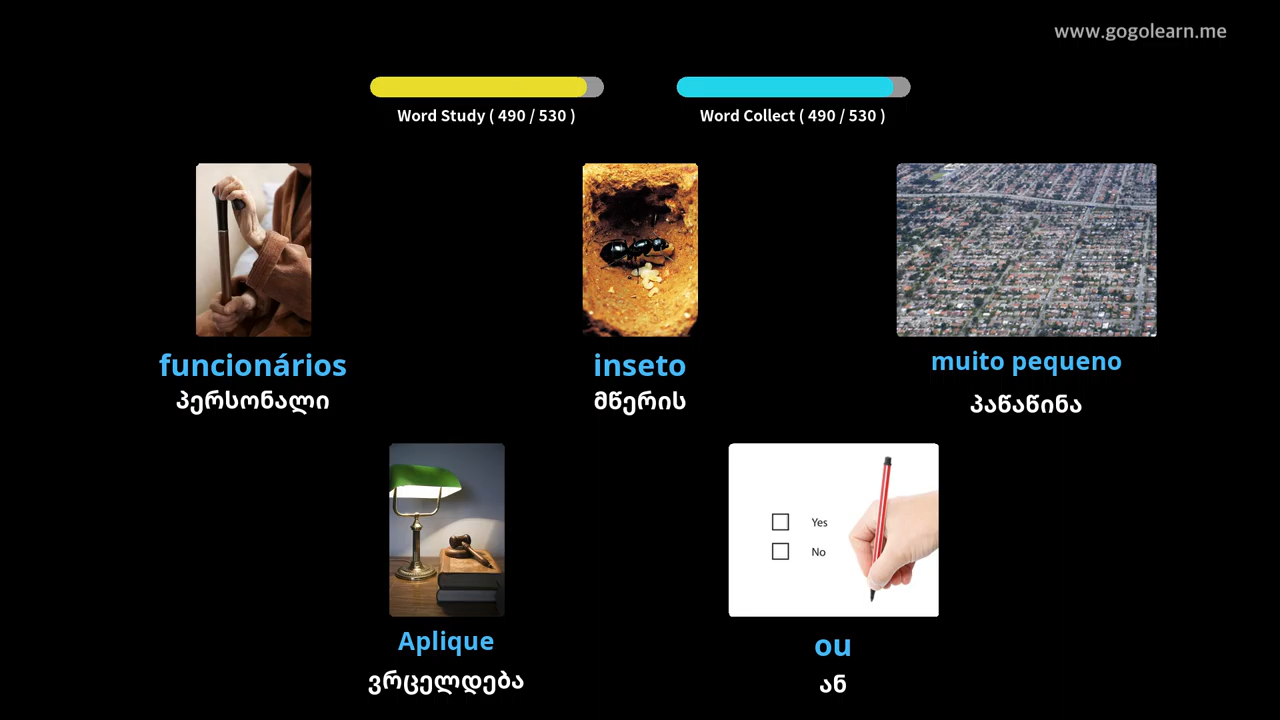 www.gogolearn.me
Word Study ( 490 / 530 )
Word Collect ( 490 / 530 )
funcionários
პერსონალი
inseto
მწერის
muito pequeno
პაწაწინა
Yes
No
Aplique
ვრცელდება
ou
ან